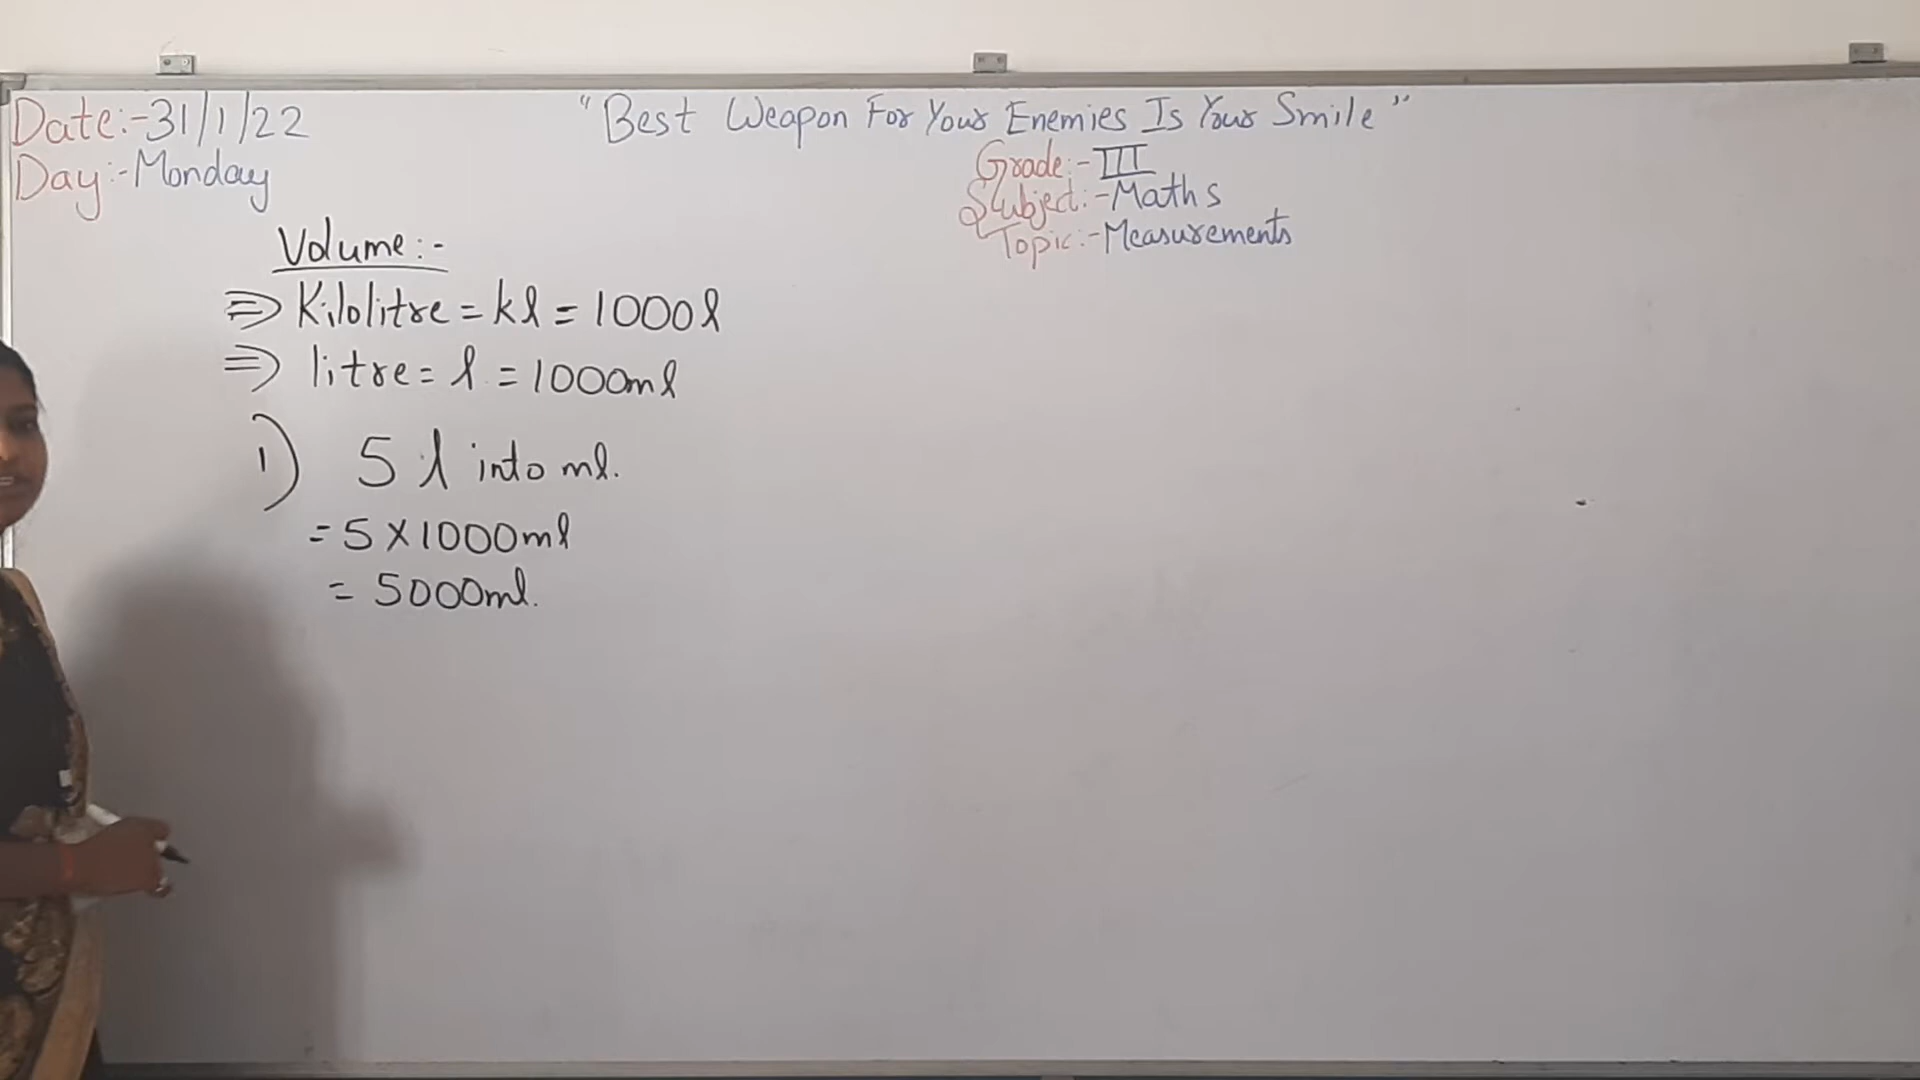 Date:-31/1/22
"Best Weapon For Your Enemies Is Your Smile"
Day:-Monday
Grade:-III
Subject:-Maths
Topic:-Measurements
Volume:-
⇒ Kilolitre = kl = 1000l
⇒ litre = l = 1000ml
1) 5 l into ml.
= 5 × 1000ml
= 5000ml.